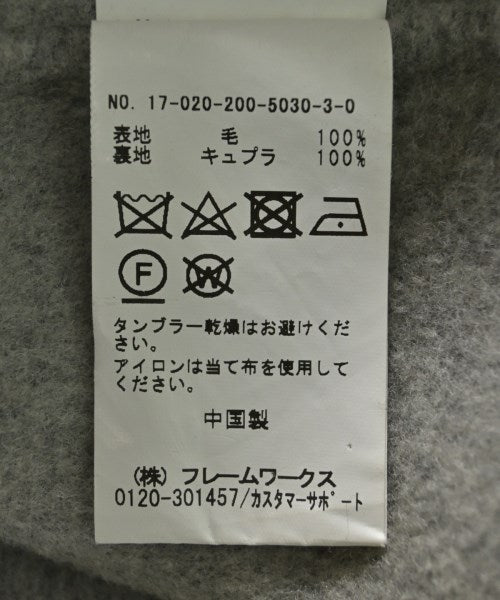 NO. 17-020-200-5030-3-0
表地 毛 100%
裏地 キュプラ 100%
F W
タンブラー乾燥はお避けくだ
さい。
アイロンは当て布を使用して
ください。
中国製
(株) フレームワークス
0120-301457/カスタマーサポート